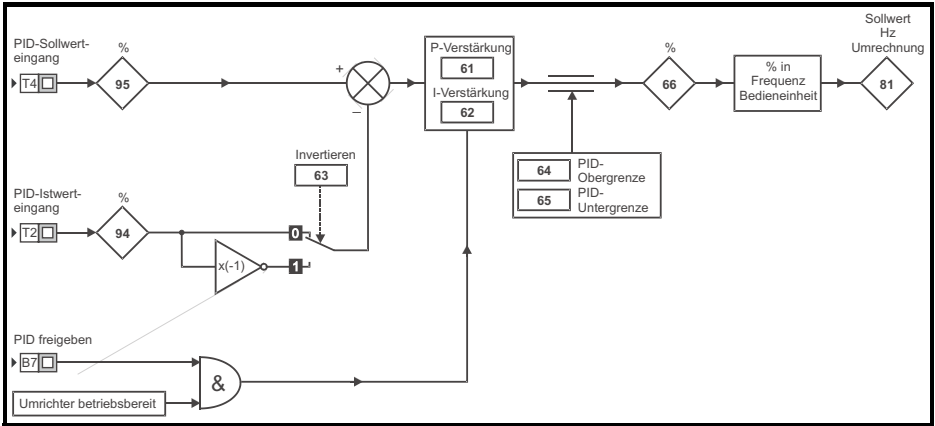 PID-Sollwert-
eingang
T4
%
95
+
–
P-Verstärkung
61
I-Verstärkung
62
%
66
% in
Frequenz
Bedieneinheit
Sollwert
Hz
Umrechnung
81
Invertieren
63
64
PID-
Obergrenze
65
PID-
Untergrenze
PID-Istwert-
eingang
T2
%
94
0
x(-1)
1
PID freigeben
B7
&
Umrichter betriebsbereit